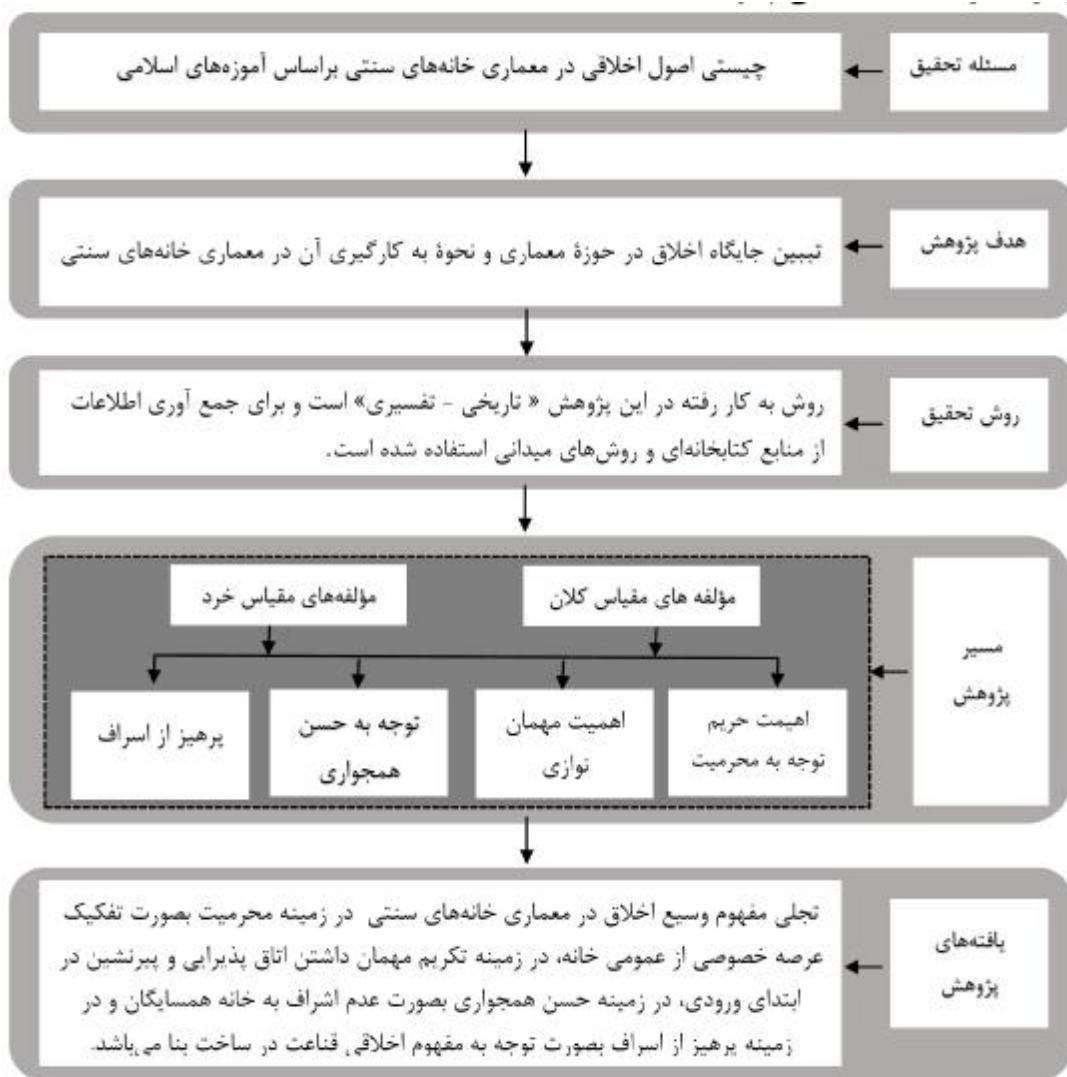 مسئله تحقیق
چیستی اصول اخلاقی در معماری خانه‌های سنتی براساس آموزه‌های اسلامی
هدف پژوهش
تبیین جایگاه اخلاق در حوزهٔ معماری و نحوهٔ به کارگیری آن در معماری خانه‌های سنتی
روش تحقیق
روش به کار رفته در این پژوهش « تاریخی - تفسیری» است و برای جمع آوری اطلاعات
از منابع کتابخانه‌ای و روش‌های میدانی استفاده شده است.
مسیر
پژوهش
مؤلفه های مقیاس کلان
مؤلفه‌های مقیاس خرد
اهیمت حریم
توجه به محرمیت
اهمیت مهمان
نوازی
توجه به حسن
همجواری
پرهیز از اسراف
یافته‌های
پژوهش
تجلی مفهوم وسیع اخلاق در معماری خانه‌های سنتی در زمینه محرمیت بصورت تفکیک
عرصه خصوصی از عمومی خانه، در زمینه تکریم مهمان داشتن اتاق پذیرایی و پیرنشین در
ابتدای ورودی، در زمینه حسن همجواری بصورت عدم اشراف به خانه همسایگان و در
زمینه پرهیز از اسراف بصورت توجه به مفهوم اخلاقی قناعت در ساخت بنا می‌باشد.